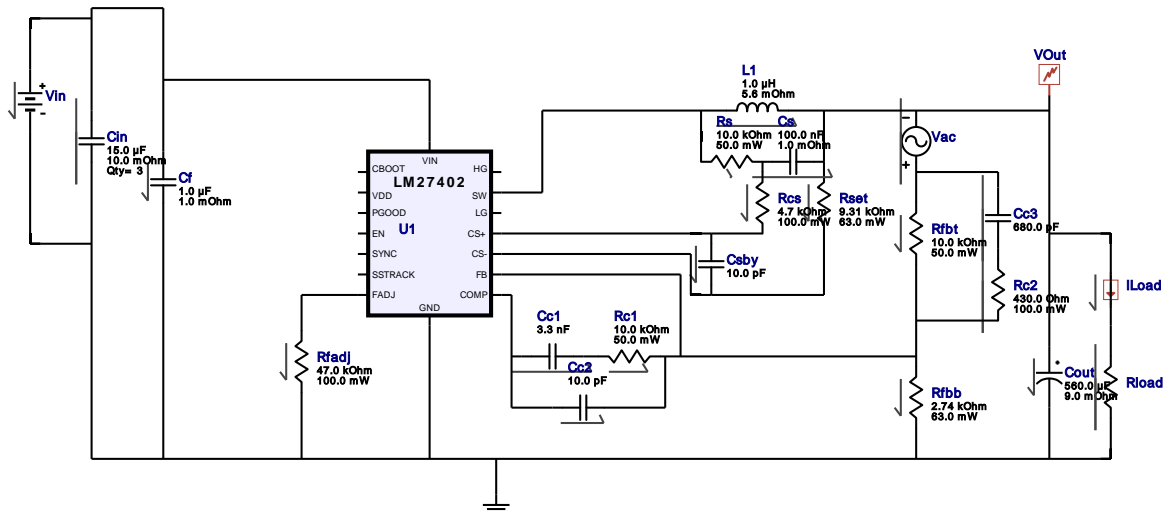 VOut
L1
1.0 µH
5.6 mOhm
+
Vin
-
Cin
15.0 µF
10.0 mOhm
Qty= 3
Cf
1.0 µF
1.0 mOhm
Rs
10.0 kOhm
50.0 mW
Cs
100.0 nF
1.0 mOhm
-
Vac
+
VIN
CBOOT
HG
LM27402
VDD
SW
PGOOD
LG
U1
EN
CS+
SYNC
CS-
SSTRACK
FB
FADJ
COMP
GND
Rcs
4.7 kOhm
100.0 mW
Rset
9.31 kOhm
63.0 mW
Cc3
680.0 pF
Rfbt
10.0 kOhm
50.0 mW
Csby
10.0 pF
Rc2
430.0 Ohm
100.0 mW
ILoad
Cc1
3.3 nF
Rc1
10.0 kOhm
50.0 mW
Cc2
10.0 pF
Rfadj
47.0 kOhm
100.0 mW
Rfbb
2.74 kOhm
63.0 mW
Cout
560.0 µF
9.0 mOhm
Rload